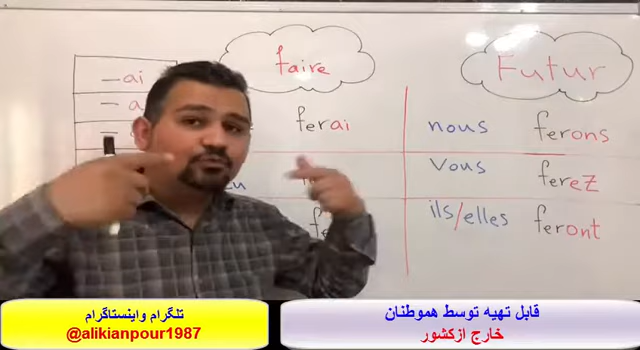 faire
Futur
—ai
— a
ferai
nous ferons
vous ferez
ils/elles feront
تلگرام واینستاگرام
@alikianpour1987
قابل تهیه توسط هموطنان
خارج ازکشور